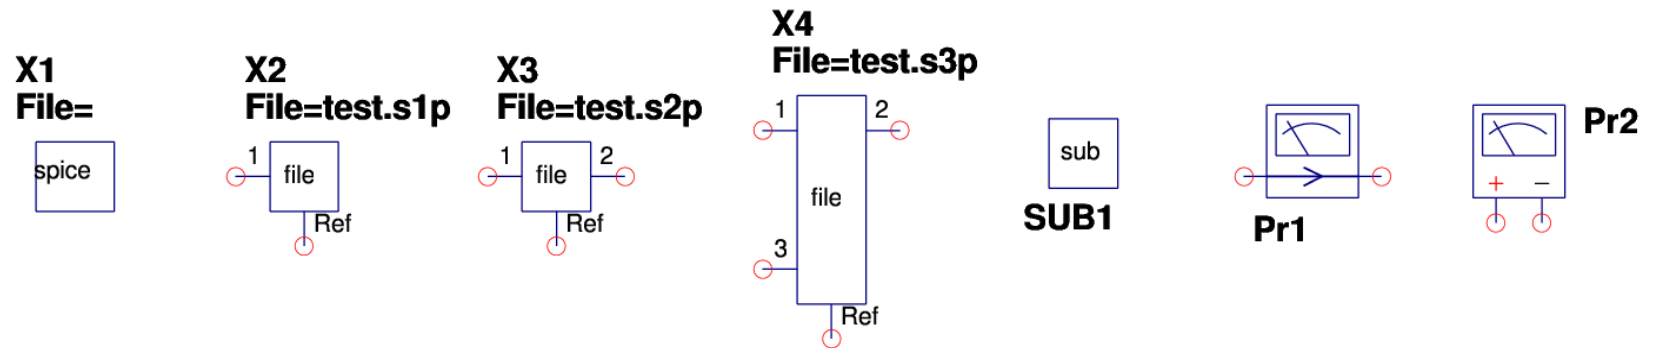 X1
File=
spice
X2
File=test.s1p
1
file
Ref
X3
File=test.s2p
1
2
file
Ref
X4
File=test.s3p
1
2
file
3
Ref
sub
SUB1
Pr1
Pr2
+ −